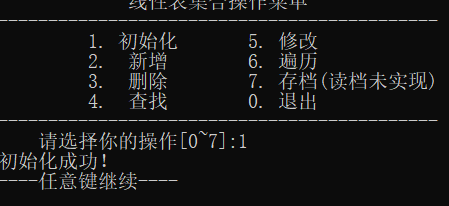 线性表集合操作菜单
----------------------------------------------
1. 初始化 5. 修改
2. 新增 6. 遍历
3. 删除 7. 存档(读档未实现)
4. 查找 0. 退出
----------------------------------------------
请选择你的操作[0~7]:1
初始化成功!
----任意键继续----